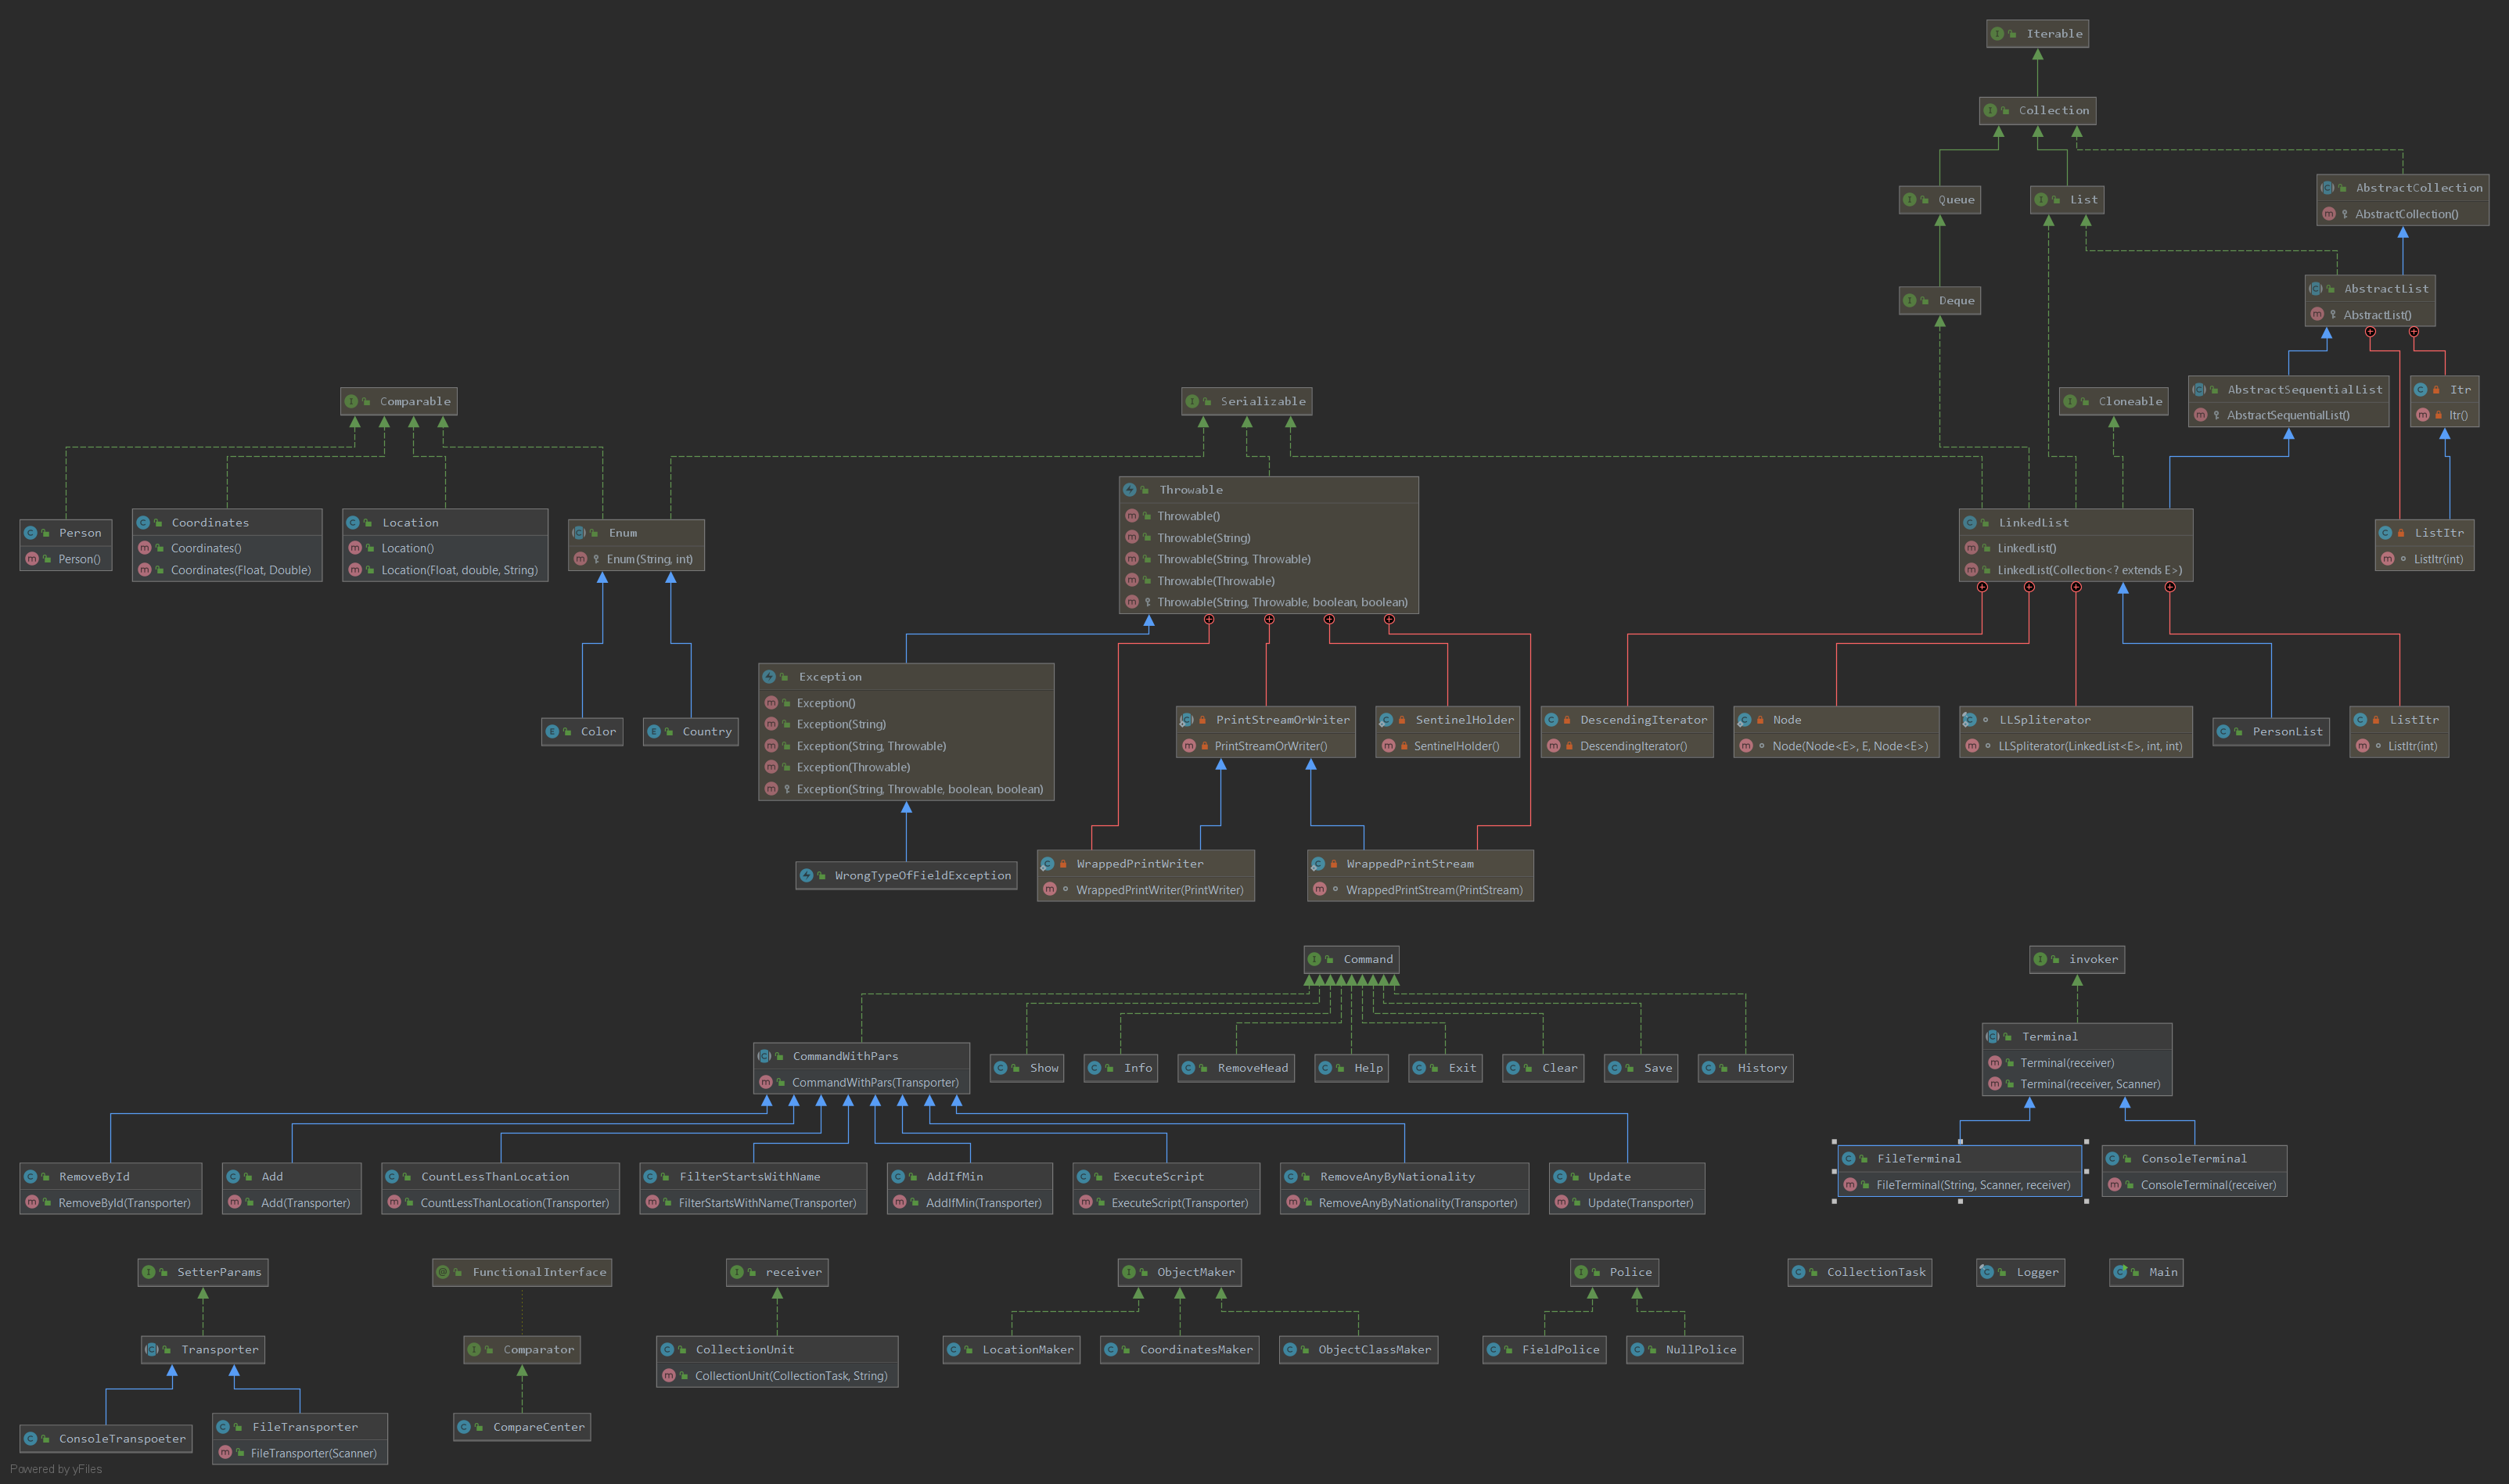 Iterable
Collection
Queue
List
AbstractCollection
AbstractCollection()
Deque
AbstractList
AbstractList()
Comparable
Serializable
Cloneable
AbstractSequentialList
AbstractSequentialList()
Itr
Itr()
Person
Person()
Coordinates
Coordinates()
Coordinates(Float, Double)
Location
Location()
Location(Float, double, String)
Enum
Enum(String, int)
Throwable
Throwable()
Throwable(String)
Throwable(String, Throwable)
Throwable(Throwable)
Throwable(String, Throwable, boolean, boolean)
LinkedList
LinkedList()
LinkedList(Collection<? extends E>)
ListItr
ListItr(int)
Exception
Exception()
Exception(String)
Exception(String, Throwable)
Exception(Throwable)
Exception(String, Throwable, boolean, boolean)
Color
Country
PrintStreamOrWriter
PrintStreamOrWriter()
SentinelHolder
SentinelHolder()
DescendingIterator
DescendingIterator()
Node
Node(Node<E>, E, Node<E>)
LLSpliterator
LLSpliterator(LinkedList<E>, int, int)
PersonList
ListItr
ListItr(int)
WrongTypeOfFieldException
WrappedPrintWriter
WrappedPrintWriter(PrintWriter)
WrappedPrintStream
WrappedPrintStream(PrintStream)
Command
invoker
CommandWithPars
CommandWithPars(Transporter)
Show
Info
RemoveHead
Help
Exit
Clear
Save
History
Terminal
Terminal(receiver)
Terminal(receiver, Scanner)
RemoveById
RemoveById(Transporter)
Add
Add(Transporter)
CountLessThanLocation
CountLessThanLocation(Transporter)
FilterStartsWithName
FilterStartsWithName(Transporter)
AddIfMin
AddIfMin(Transporter)
ExecuteScript
ExecuteScript(Transporter)
RemoveAnyByNationality
RemoveAnyByNationality(Transporter)
Update
Update(Transporter)
FileTerminal
FileTerminal(String, Scanner, receiver)
ConsoleTerminal
ConsoleTerminal(receiver)
SetterParams
FunctionalInterface
receiver
ObjectMaker
Police
CollectionTask
Logger
Main
Transporter
Comparator
CollectionUnit
CollectionUnit(CollectionTask, String)
LocationMaker
CoordinatesMaker
ObjectClassMaker
FieldPolice
NullPolice
ConsoleTranspoeter
FileTransporter
FileTransporter(Scanner)
CompareCenter
Powered by yFiles